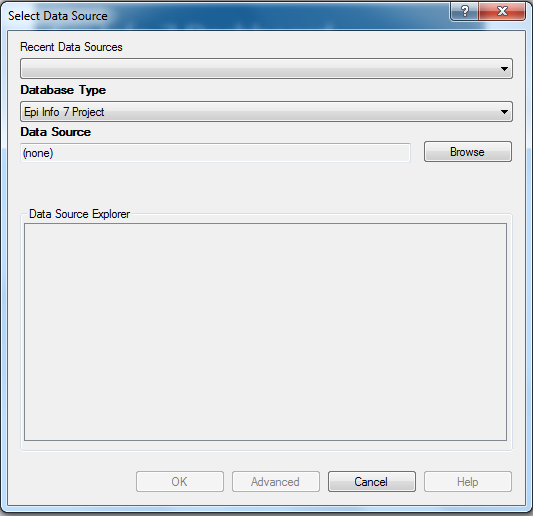 Select Data Source
?
Recent Data Sources
Database Type
Epi Info 7 Project
Data Source
(none)
Browse
Data Source Explorer
OK Advanced Cancel Help